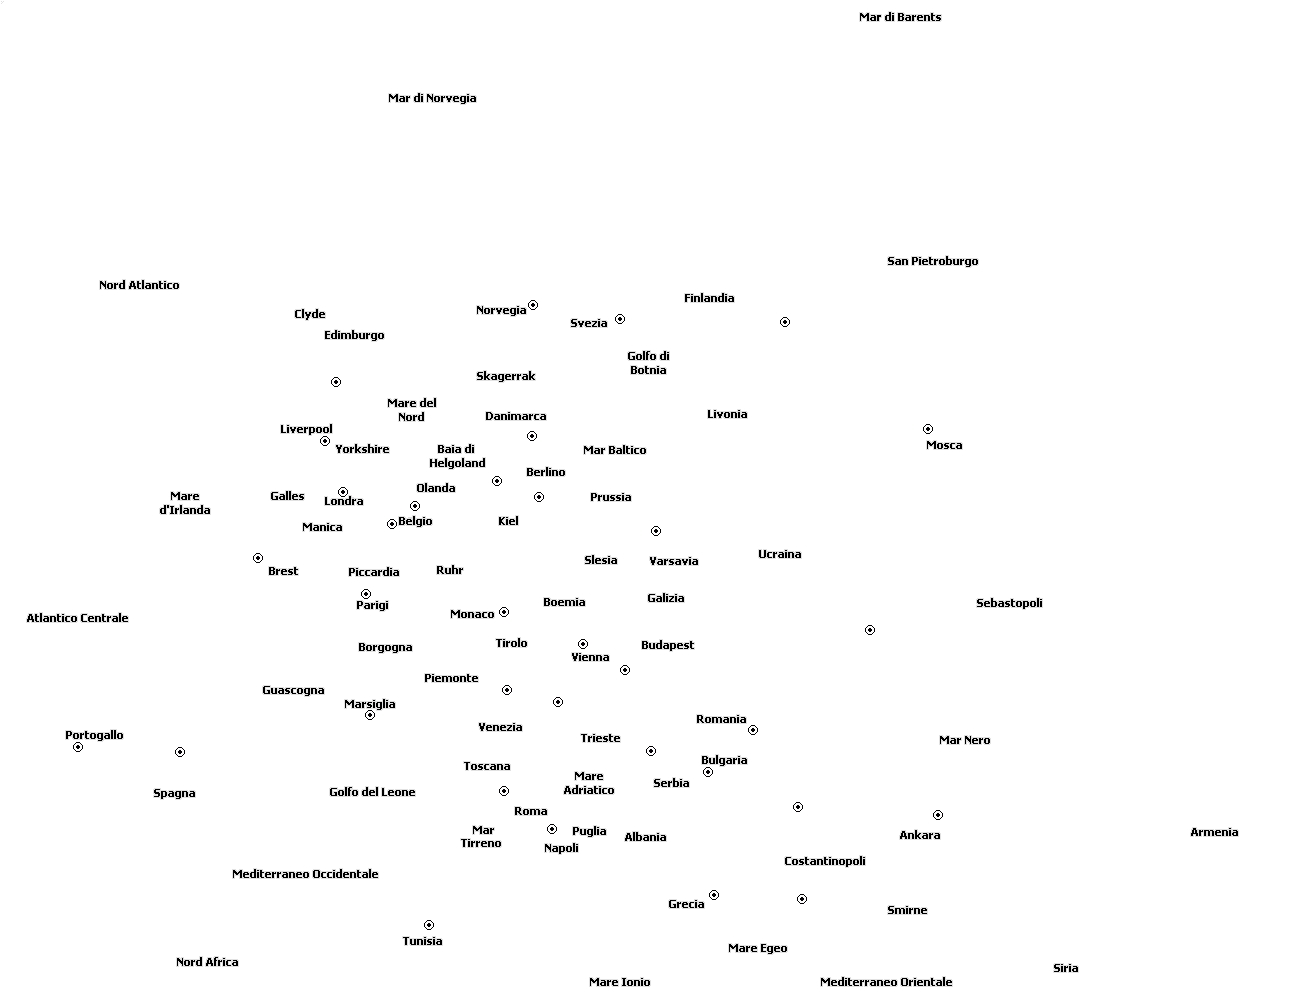 Mar di Barents
Mar di Norvegia
San Pietroburgo
Nord Atlantico
Finlandia
Clyde
Norvegia
Svezia
Edimburgo
Golfo di
Botnia
Skagerrak
Mare del
Nord
Danimarca
Livonia
Liverpool
Yorkshire
Baia di
Helgoland
Mar Baltico
Mosca
Berlino
Olanda
Mare
d'Irlanda
Galles
Londra
Prussia
Manica
Belgio
Kiel
Ucraina
Slesia
Varsavia
Brest
Piccardia
Ruhr
Galizia
Boemia
Sebastopoli
Parigi
Monaco
Atlantico Centrale
Borgogna
Tirolo
Vienna
Budapest
Piemonte
Guascogna
Marsiglia
Romania
Venezia
Portogallo
Trieste
Mar Nero
Bulgaria
Toscana
Mare
Adriatico
Serbia
Spagna
Golfo del Leone
Roma
Mar
Tirreno
Puglia
Albania
Ankara
Armenia
Napoli
Costantinopoli
Mediterraneo Occidentale
Grecia
Smirne
Tunisia
Mare Egeo
Nord Africa
Siria
Mare Ionio
Mediterraneo Orientale